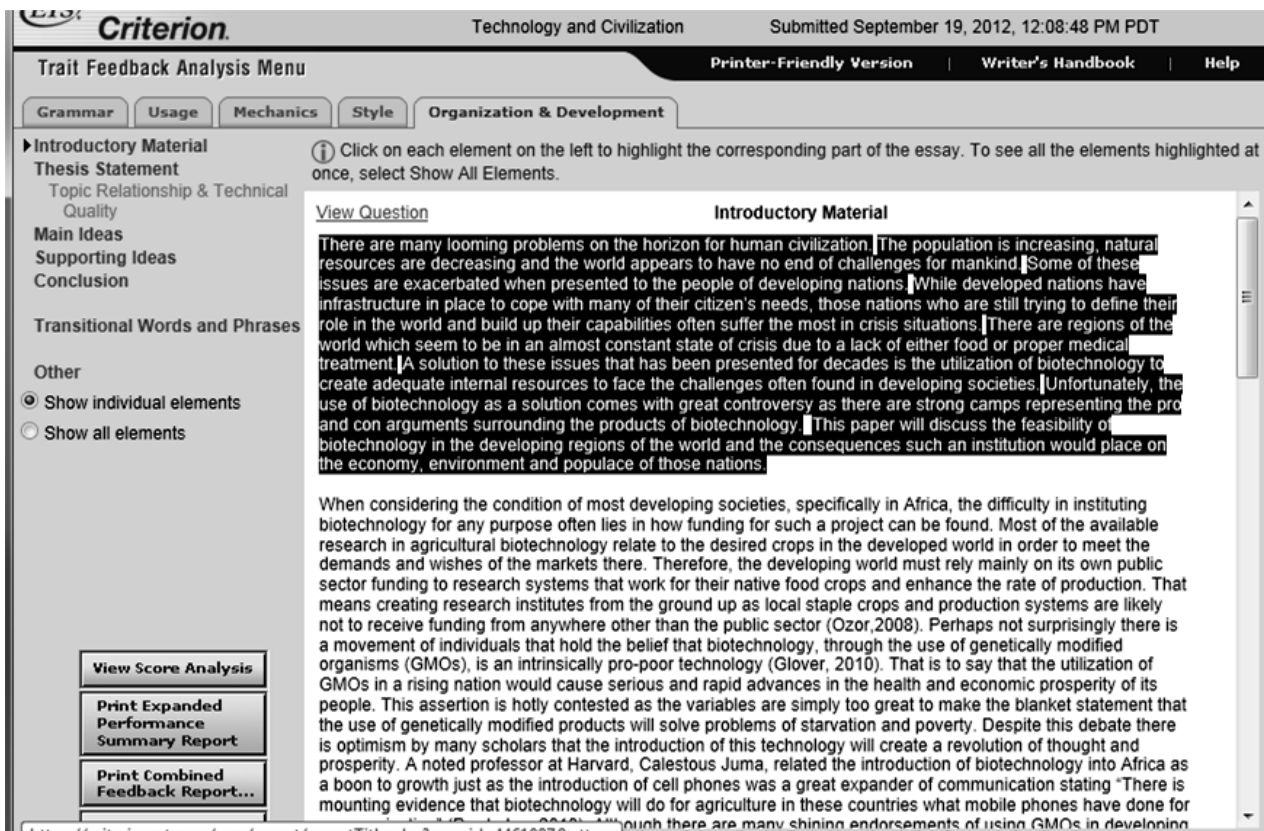 ETS
Criterion.
Technology and Civilization
Submitted September 19, 2012, 12:08:48 PM PDT
Trait Feedback Analysis Menu
Printer-Friendly Version | Writer's Handbook | Help
Grammar
Usage
Mechanics
Style
Organization & Development
Introductory Material
Thesis Statement
Topic Relationship & Technical
Quality
Main Ideas
Supporting Ideas
Conclusion
Transitional Words and Phrases
Other
Show individual elements
Show all elements
View Score Analysis
Print Expanded
Performance
Summary Report
Print Combined
Feedback Report...
Click on each element on the left to highlight the corresponding part of the essay. To see all the elements highlighted at
once, select Show All Elements.
View Question
Introductory Material
There are many looming problems on the horizon for human civilization. The population is increasing, natural
resources are decreasing and the world appears to have no end of challenges for mankind. Some of these
issues are exacerbated when presented to the people of developing nations. While developed nations have
infrastructure in place to cope with many of their citizen's needs, those nations who are still trying to define their
role in the world and build up their capabilities often suffer the most in crisis situations. There are regions of the
world which seem to be in an almost constant state of crisis due to a lack of either food or proper medical
treatment. A solution to these issues that has been presented for decades is the utilization of biotechnology to
create adequate internal resources to face the challenges often found in developing societies. Unfortunately, the
use of biotechnology as a solution comes with great controversy as there are strong camps representing the pro
and con arguments surrounding the products of biotechnology. This paper will discuss the feasibility of
biotechnology in the developing regions of the world and the consequences such an institution would place on
the economy, environment and populace of those nations.
When considering the condition of most developing societies, specifically in Africa, the difficulty in instituting
biotechnology for any purpose often lies in how funding for such a project can be found. Most of the available
research in agricultural biotechnology relate to the desired crops in the developed world in order to meet the
demands and wishes of the markets there. Therefore, the developing world must rely mainly on its own public
sector funding to research systems that work for their native food crops and enhance the rate of production. That
means creating research institutes from the ground up as local staple crops and production systems are likely
not to receive funding from anywhere other than the public sector (Ozor,2008). Perhaps not surprisingly there is
a movement of individuals that hold the belief that biotechnology, through the use of genetically modified
organisms (GMOs), is an intrinsically pro-poor technology (Glover, 2010). That is to say that the utilization of
GMOs in a rising nation would cause serious and rapid advances in the health and economic prosperity of its
people. This assertion is hotly contested as the variables are simply too great to make the blanket statement that
the use of genetically modified products will solve problems of starvation and poverty. Despite this debate there
is optimism by many scholars that the introduction of this technology will create a revolution of thought and
prosperity. A noted professor at Harvard, Calestous Juma, related the introduction of biotechnology into Africa as
a boon to growth just as the introduction of cell phones was a great expander of communication stating “There is
mounting evidence that biotechnology will do for agriculture in these countries what mobile phones have done for
there are many shining endorsements of using GMOs in developing